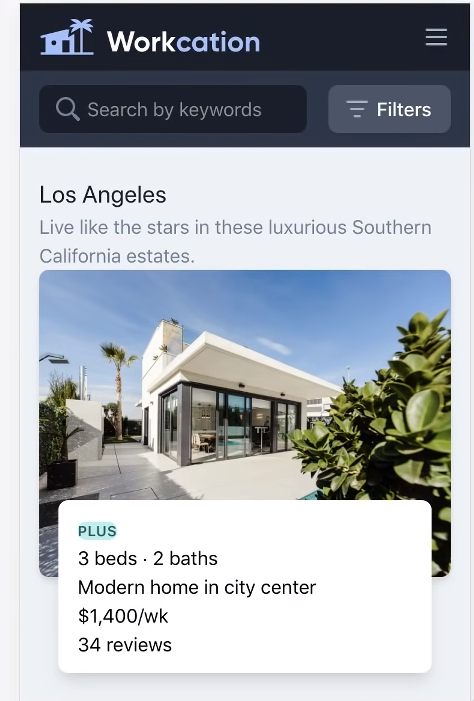 Workcation
Search by keywords
Filters
Los Angeles
Live like the stars in these luxurious Southern
California estates.
PLUS
3 beds · 2 baths
Modern home in city center
$1,400/wk
34 reviews